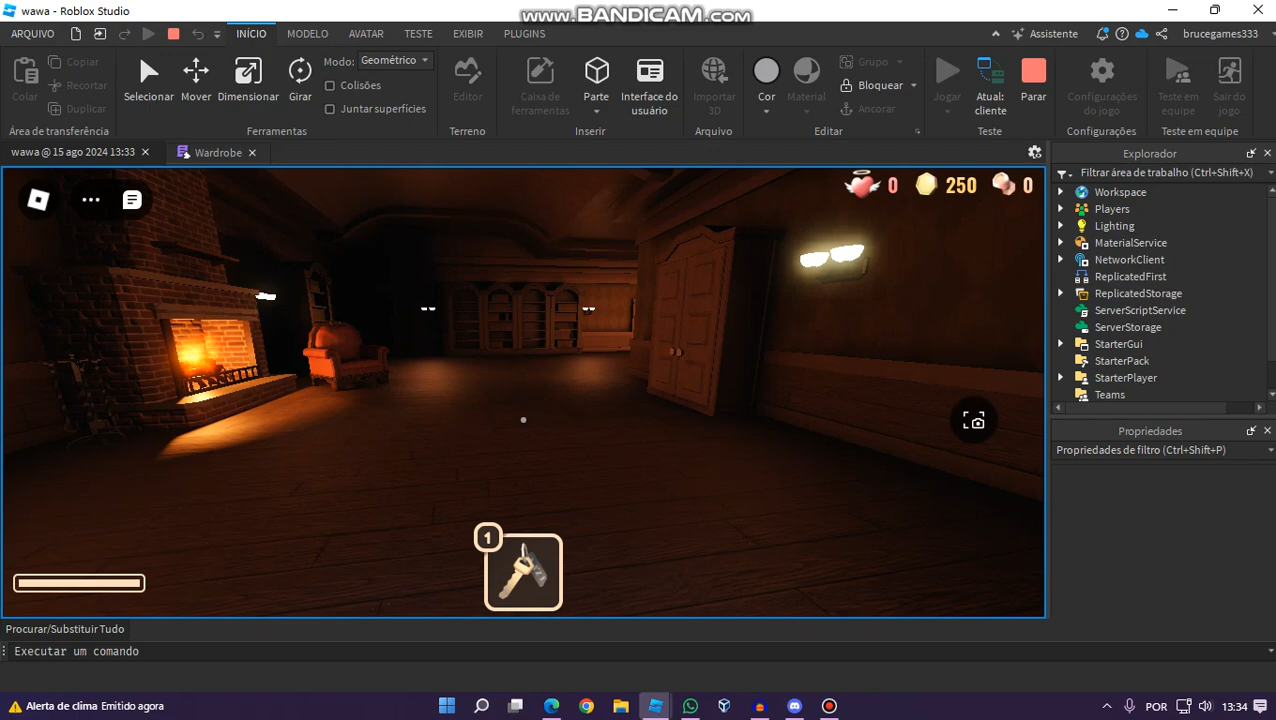 wawa - Roblox Studio
www.BANDICAM.com
ARQUIVO
INÍCIO
MODELO
AVATAR
TESTE
EXIBIR
PLUGINS
Assistente
brucegames333
Colar
Copiar
Recortar
Duplicar
Área de transferência
Selecionar
Mover
Dimensionar
Girar
Modo: Geométrico
Colisões
Juntar superfícies
Ferramentas
Editor
Terreno
Caixa de ferramentas
Parte
Interface do usuário
Inserir
Importar 3D
Arquivo
Cor
Material
Grupo
Bloquear
Ancorar
Editar
Jogar
Atual: cliente
Parar
Teste
Configurações do jogo
Configurações
Teste em equipe
Sair do jogo
Teste em equipe
wawa @ 15 ago 2024 13:33
Wardrobe
0
250
0
1
Explorador
Filtrar área de trabalho (Ctrl+Shift+X)
Workspace
Players
Lighting
MaterialService
NetworkClient
ReplicatedFirst
ReplicatedStorage
ServerScriptService
ServerStorage
StarterGui
StarterPack
StarterPlayer
Teams
Propriedades
Propriedades de filtro (Ctrl+Shift+P)
Procurar/Substituir Tudo
Executar um comando
Alerta de clima Emitido agora
POR
13:34